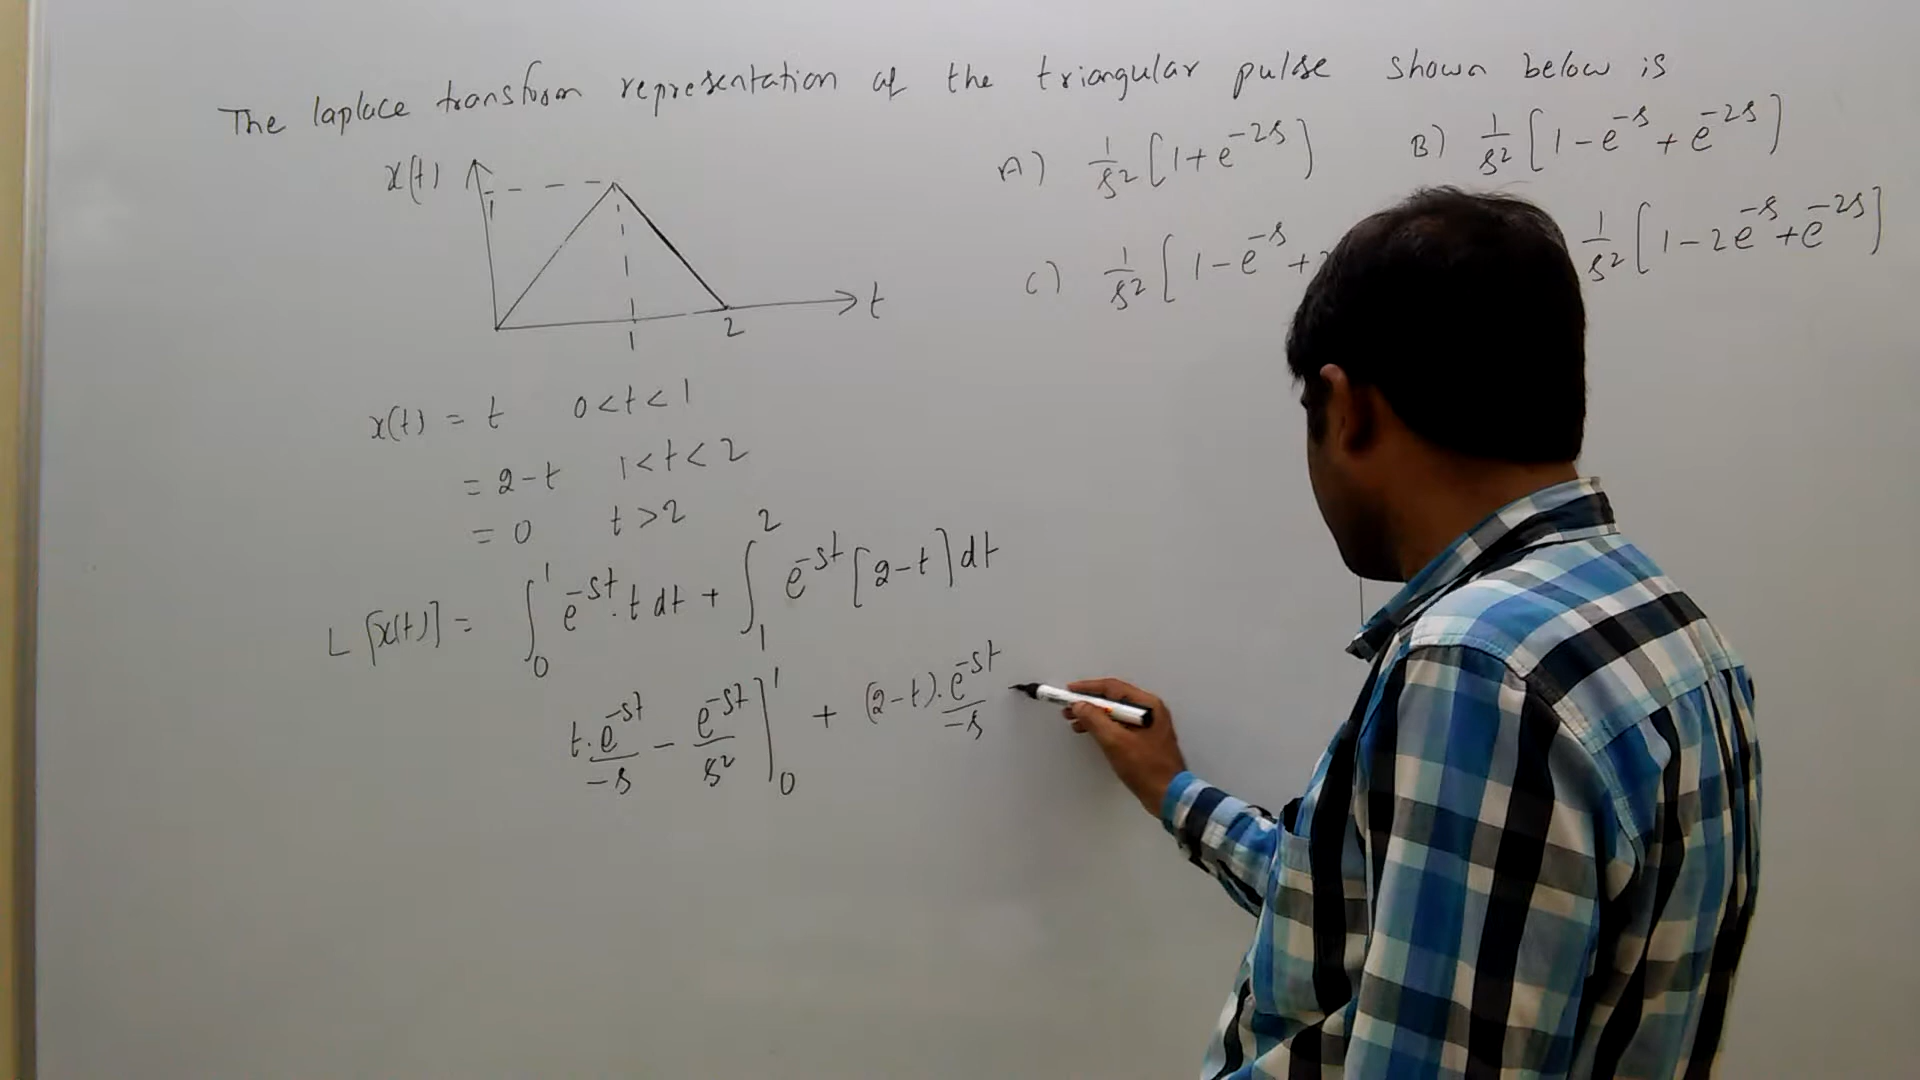 The laplace transform representation of the triangular pulse shown below is
A) 1/s² [1+e^-2s] B) 1/s² [1-e^-s + e^-2s]
C) 1/s² [1-e^-s + 1/s² [1-2e^-s+e^-2s]
x(t)
1
t
1
2
x(t) = t 0<t<1
= 2-t 1<t<2
= 0 t>2
L[x(t)] = ∫₀¹ e^-st . t dt + ∫₁² e^-st [2-t] dt
t. e^-st/-s - e^-st/s² ]₀¹ + (2-t). e^-st/-s